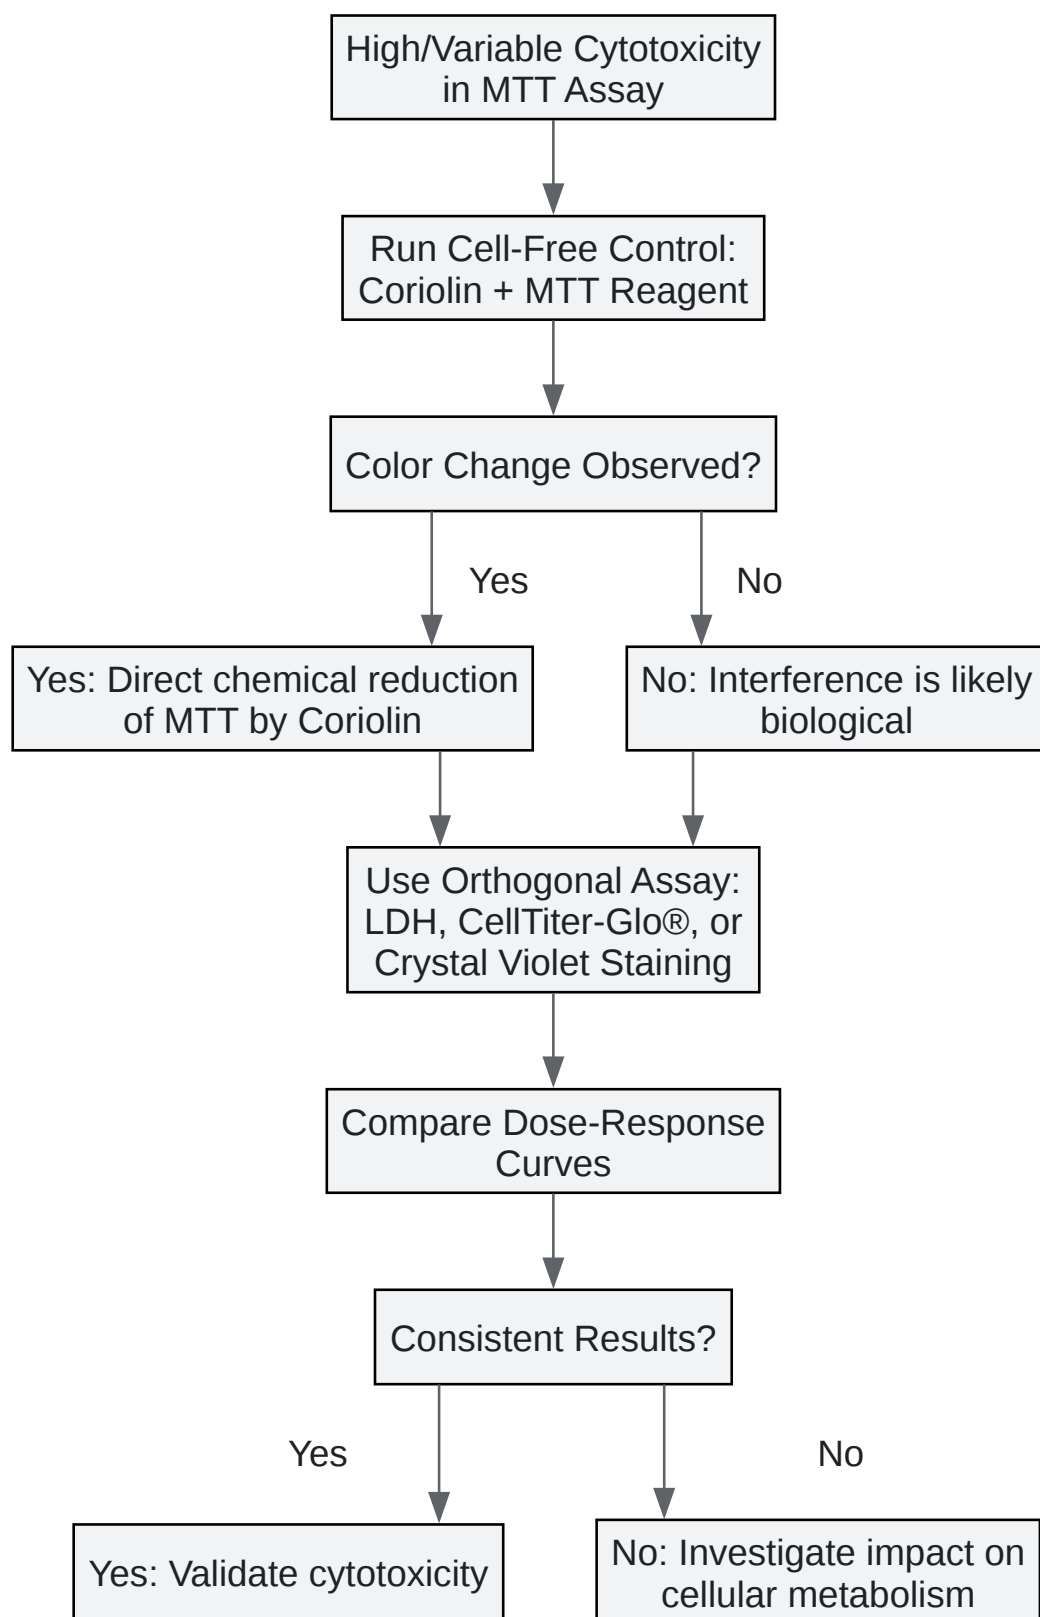 High/Variable Cytotoxicity
in MTT Assay
Run Cell-Free Control:
Coriolin + MTT Reagent
Color Change Observed?
Yes
No
Yes: Direct chemical reduction
of MTT by Coriolin
No: Interference is likely
biological
Use Orthogonal Assay:
LDH, CellTiter-Glo®, or
Crystal Violet Staining
Compare Dose-Response
Curves
Consistent Results?
Yes
No
Yes: Validate cytotoxicity
No: Investigate impact on
cellular metabolism